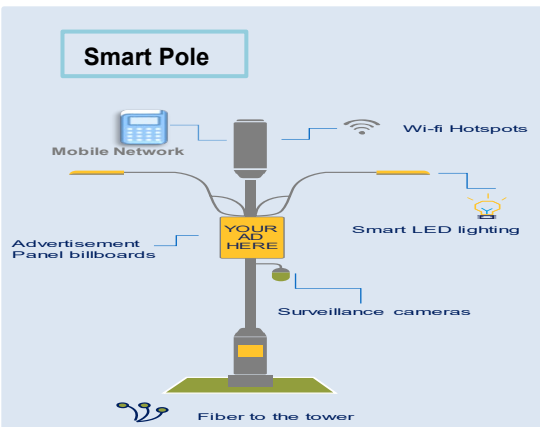 Smart Pole
Mobile Network
Wi-fi Hotspots
YOUR
AD
HERE
Smart LED lighting
Advertisement
Panel billboards
Surveillance cameras
Fiber to the tower